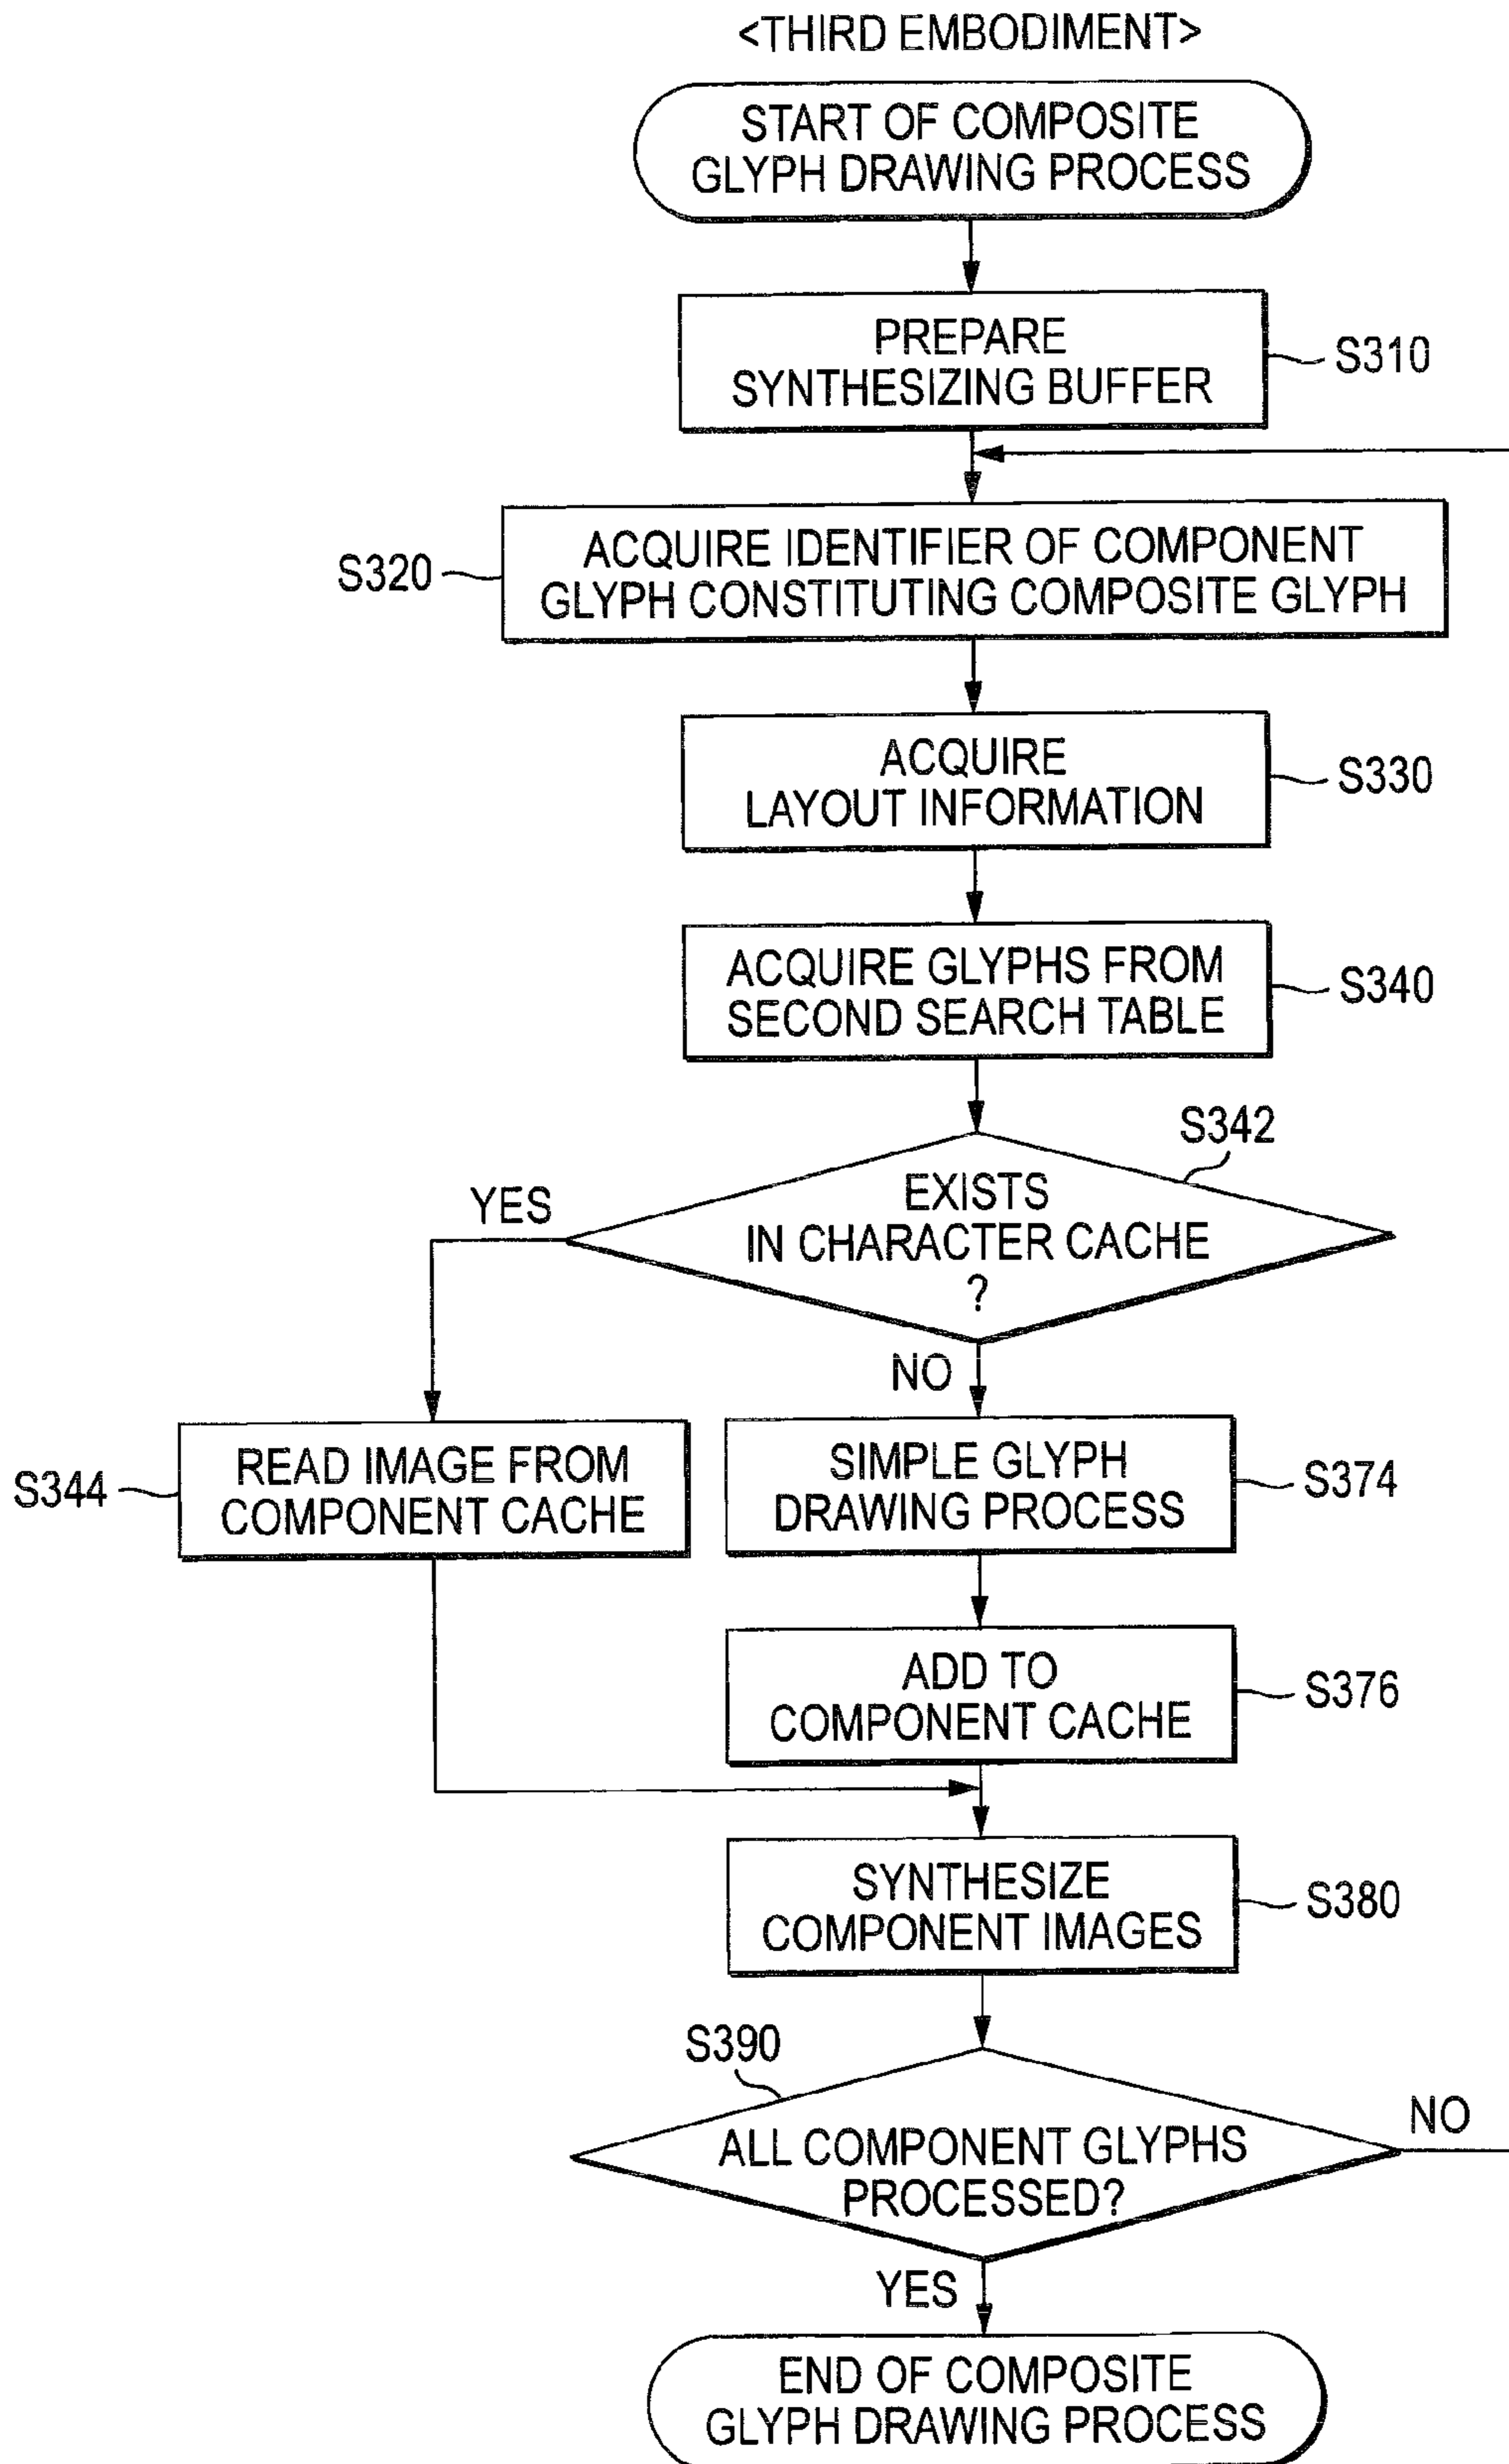 <THIRD EMBODIMENT>
START OF COMPOSITE
GLYPH DRAWING PROCESS
PREPARE
SYNTHESIZING BUFFER
S310
ACQUIRE IDENTIFIER OF COMPONENT
GLYPH CONSTITUTING COMPOSITE GLYPH
S320
ACQUIRE
LAYOUT INFORMATION
S330
ACQUIRE GLYPHS FROM
SECOND SEARCH TABLE
S340
S342
EXISTS
IN CHARACTER CACHE
?
YES
NO
READ IMAGE FROM
COMPONENT CACHE
S344
SIMPLE GLYPH
DRAWING PROCESS
S374
ADD TO
COMPONENT CACHE
S376
SYNTHESIZE
COMPONENT IMAGES
S380
S390
ALL COMPONENT GLYPHS
PROCESSED?
NO
YES
END OF COMPOSITE
GLYPH DRAWING PROCESS